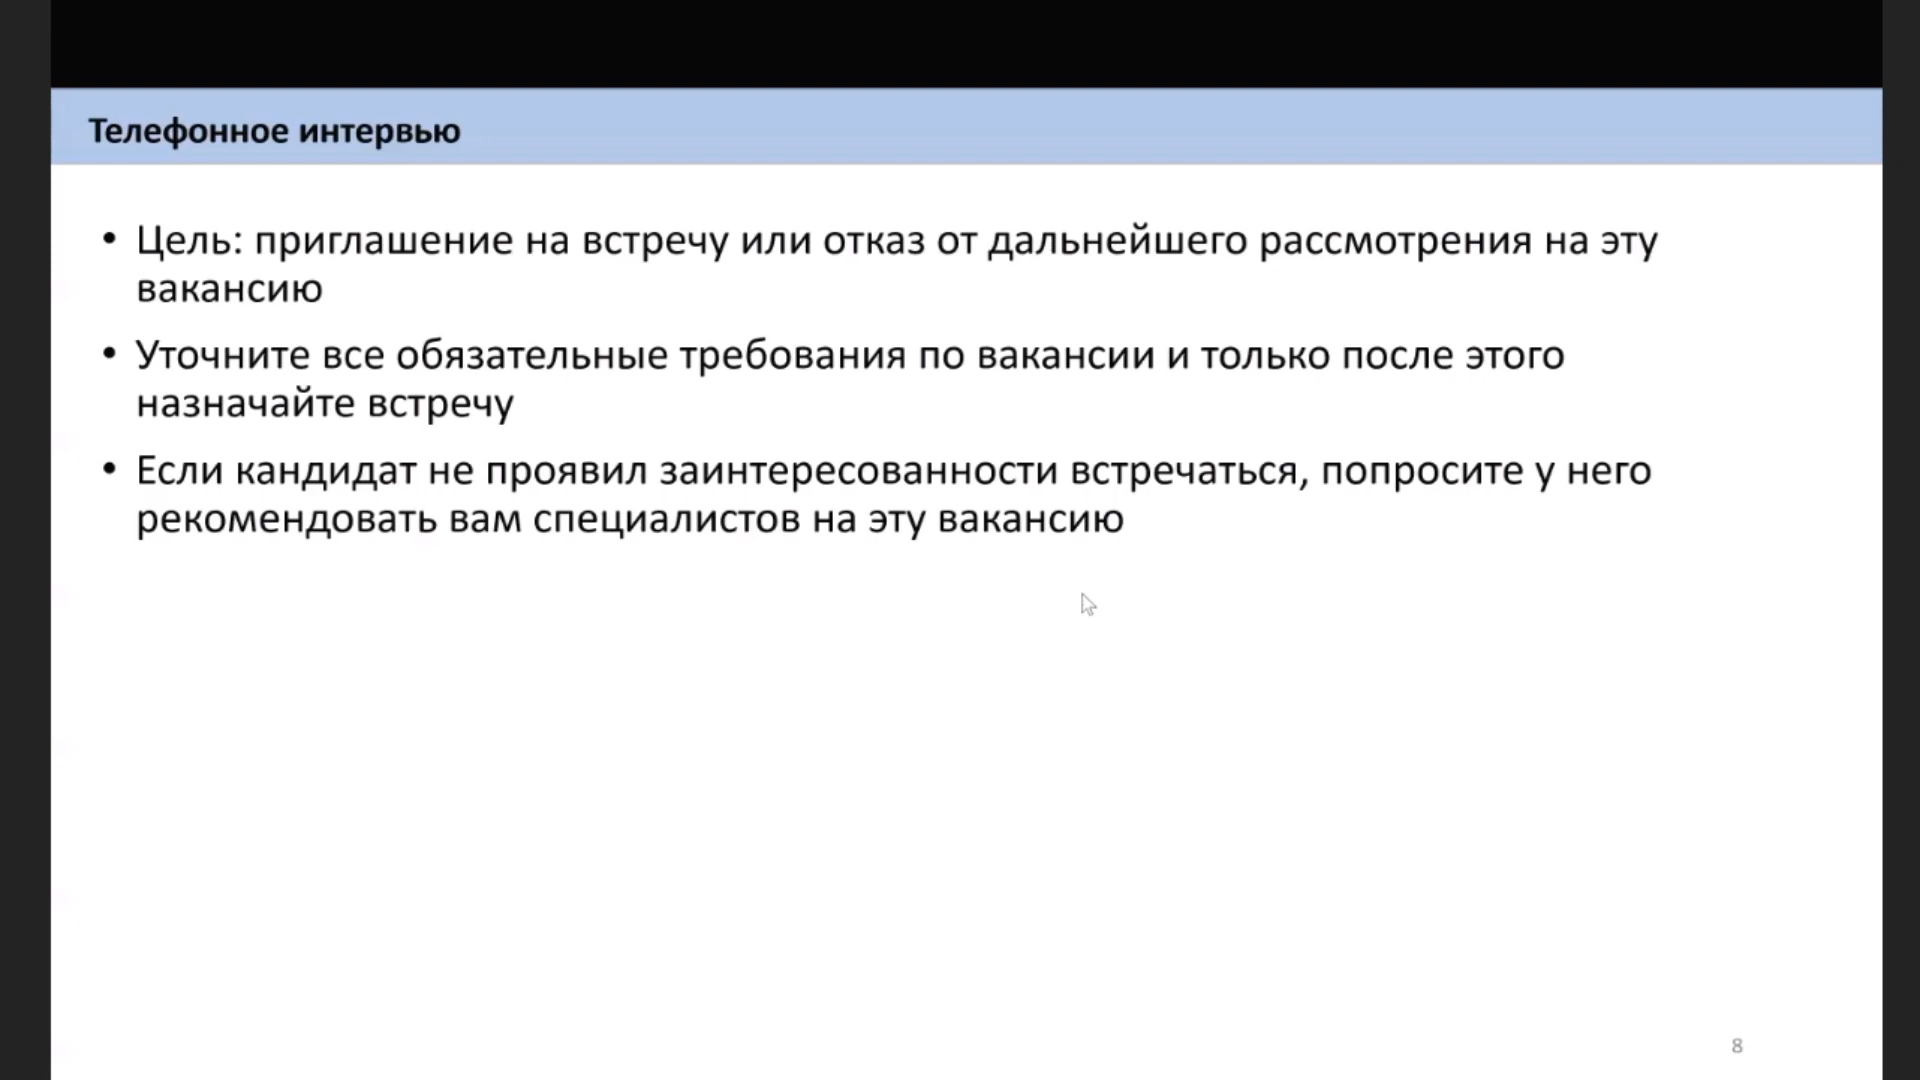 Телефонное интервью
• Цель: приглашение на встречу или отказ от дальнейшего рассмотрения на эту
вакансию
• Уточните все обязательные требования по вакансии и только после этого
назначайте встречу
• Если кандидат не проявил заинтересованности встречаться, попросите у него
рекомендовать вам специалистов на эту вакансию
8